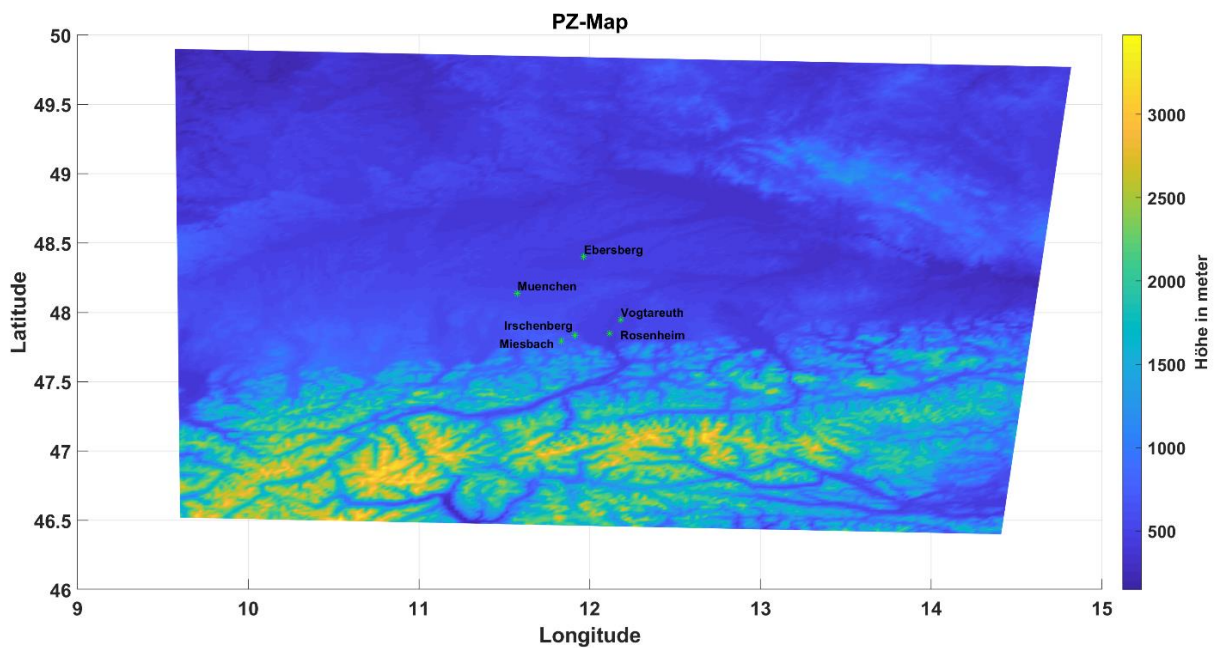 PZ-Map
50
49.5
49
48.5
48
47.5
47
46.5
46
Latitude
Ebersberg
Muenchen
Vogtareuth
Irschenberg
Rosenheim
Miesbach
9
10
11
12
13
14
15
Longitude
3000
2500
2000
1500
1000
500
Höhe in meter